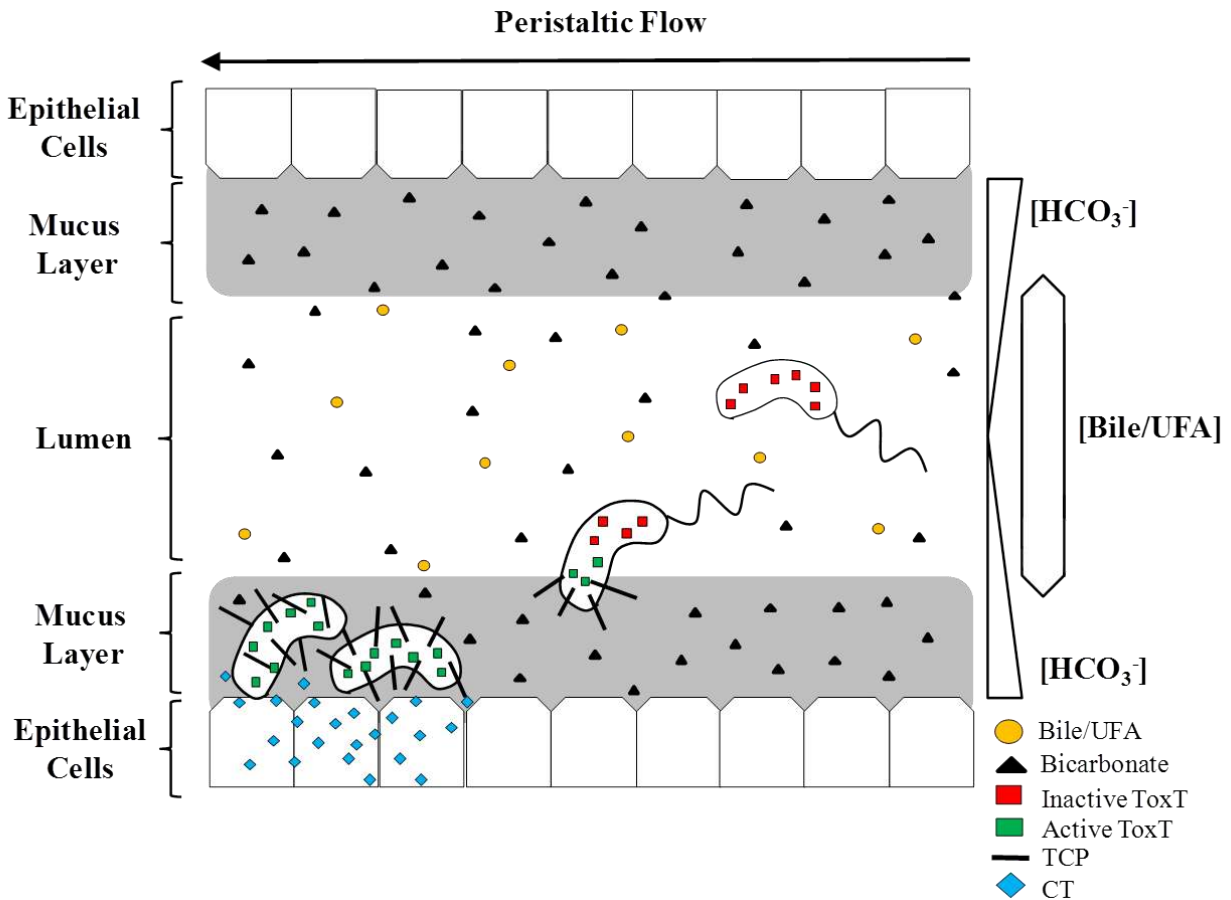 Peristaltic Flow
Epithelial
Cells
Mucus
Layer
Lumen
Mucus
Layer
Epithelial
Cells
[HCO₃⁻]
[Bile/UFA]
[HCO₃⁻]
Bile/UFA
Bicarbonate
Inactive ToxT
Active ToxT
TCP
CT